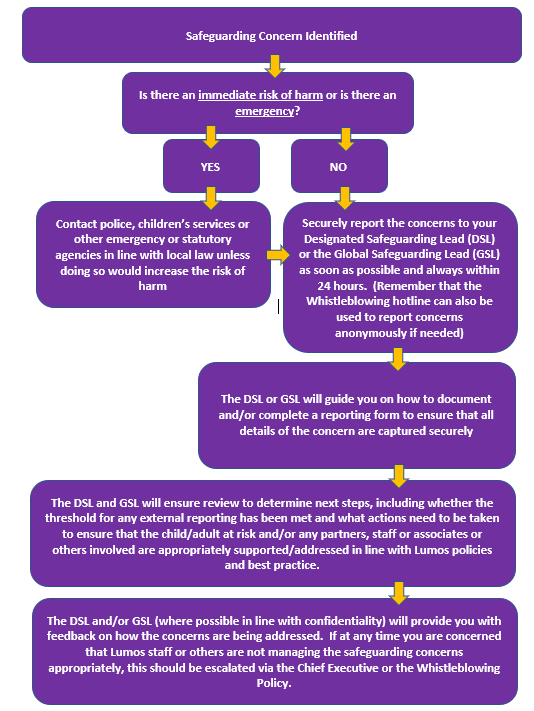 Safeguarding Concern Identified
Is there an immediate risk of harm or is there an
emergency?
YES
NO
Contact police, children’s services or
other emergency or statutory
agencies in line with local law unless
doing so would increase the risk of
harm
Securely report the concerns to your
Designated Safeguarding Lead (DSL)
or the Global Safeguarding Lead (GSL)
as soon as possible and always within
24 hours.  (Remember that the
Whistleblowing hotline can also be
used to report concerns
anonymously if needed)
The DSL or GSL will guide you on how to document
and/or complete a reporting form to ensure that all
details of the concern are captured securely
The DSL and GSL will ensure review to determine next steps, including whether the
threshold for any external reporting has been met and what actions need to be taken
to ensure that the child/adult at risk and/or any partners, staff or associates or
others involved are appropriately supported/addressed in line with Lumos policies
and best practice.
The DSL and/or GSL (where possible in line with confidentiality) will provide you with
feedback on how the concerns are being addressed.  If at any time you are concerned
that Lumos staff or others are not managing the safeguarding concerns
appropriately, this should be escalated via the Chief Executive or the Whistleblowing
Policy.